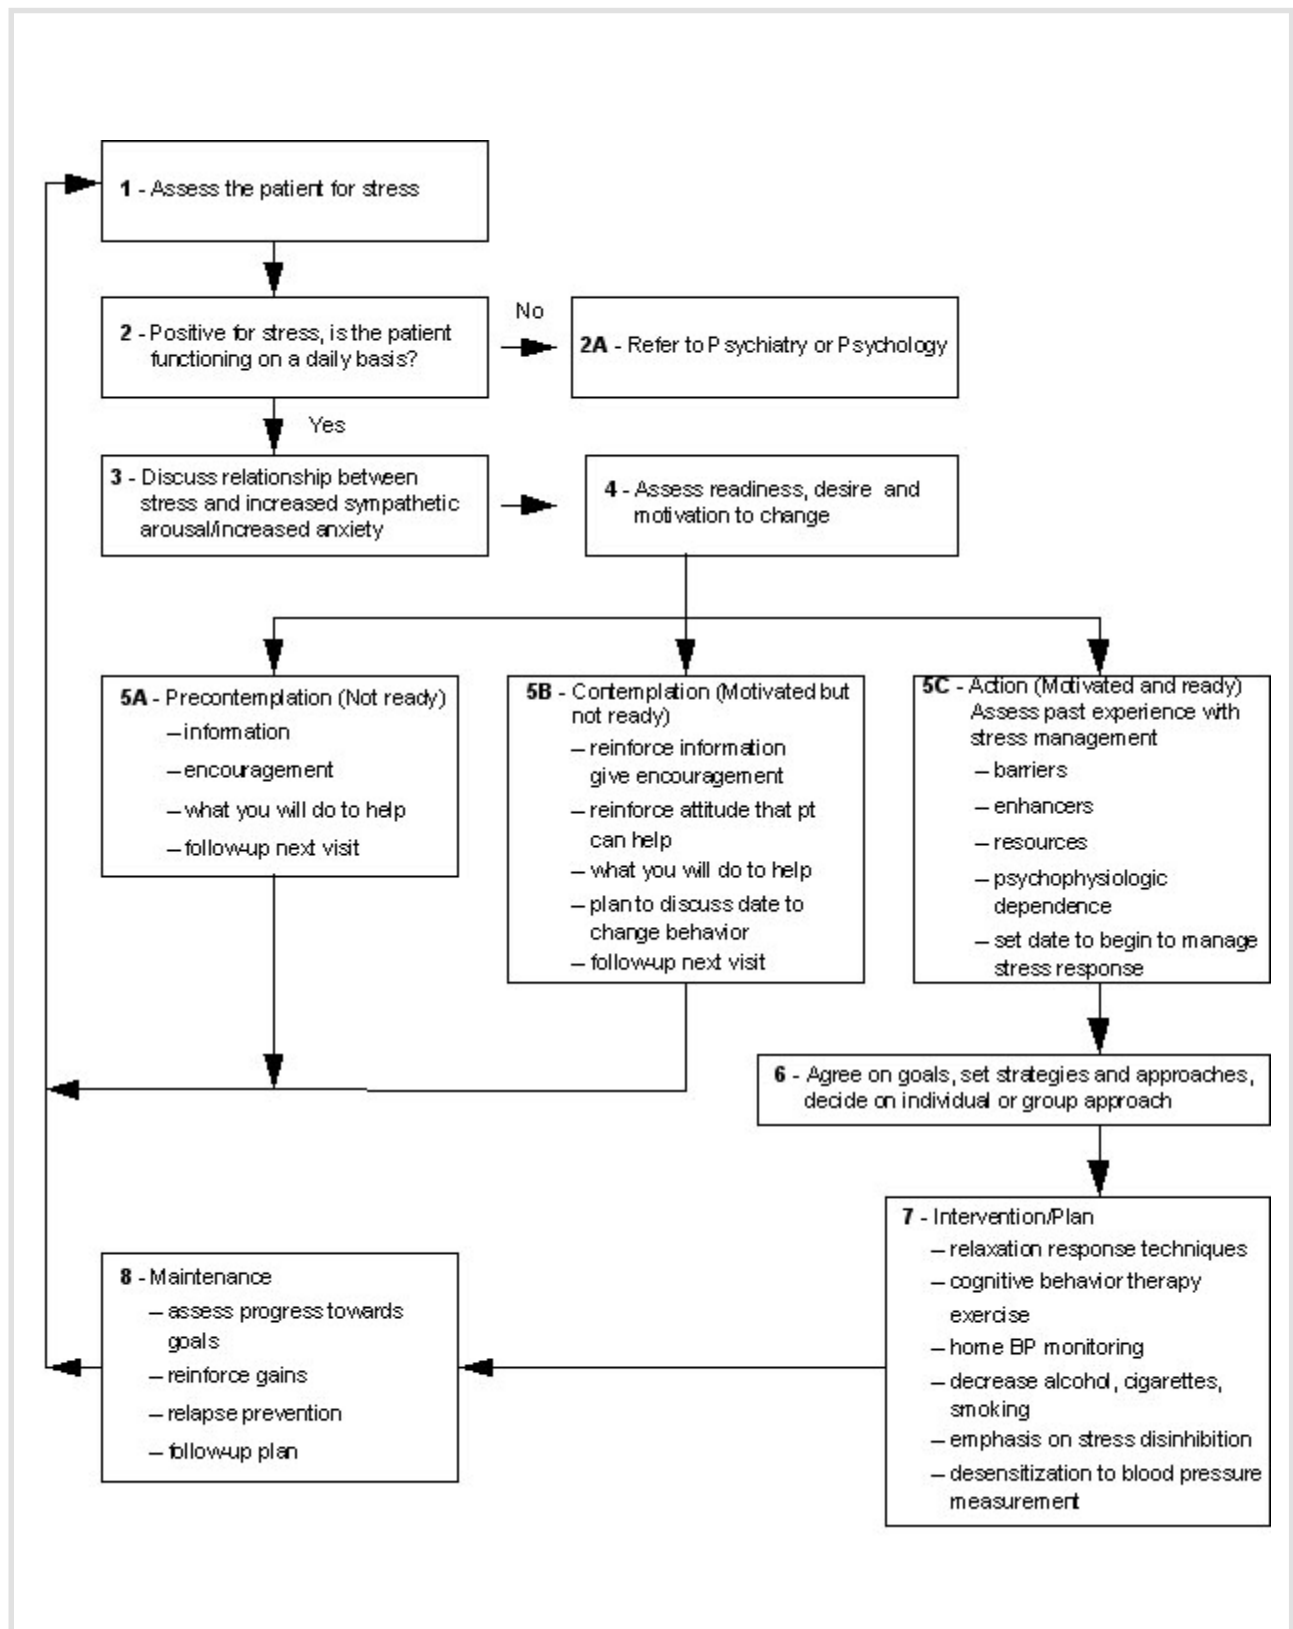 1 - Assess the patient for stress
2 - Positive for stress, is the patient
functioning on a daily basis?
No
2A - Refer to Psychiatry or Psychology
Yes
3 - Discuss relationship between
stress and increased sympathetic
arousal/increased anxiety
4 - Assess readiness, desire and
motivation to change
5A - Precontemplation (Not ready)
– information
– encouragement
– what you will do to help
– follow-up next visit
5B - Contemplation (Motivated but
not ready)
– reinforce information
give encouragement
– reinforce attitude that pt
can help
– what you will do to help
– plan to discuss date to
change behavior
– follow-up next visit
5C - Action (Motivated and ready)
Assess past experience with
stress management
– barriers
– enhancers
– resources
– psychophysiologic
dependence
– set date to begin to manage
stress response
6 - Agree on goals, set strategies and approaches,
decide on individual or group approach
7 - Intervention/Plan
– relaxation response techniques
– cognitive behavior therapy
exercise
– home BP monitoring
– decrease alcohol, cigarettes,
smoking
– emphasis on stress disinhibition
– desensitization to blood pressure
measurement
8 - Maintenance
– assess progress towards
goals
– reinforce gains
– relapse prevention
– follow-up plan